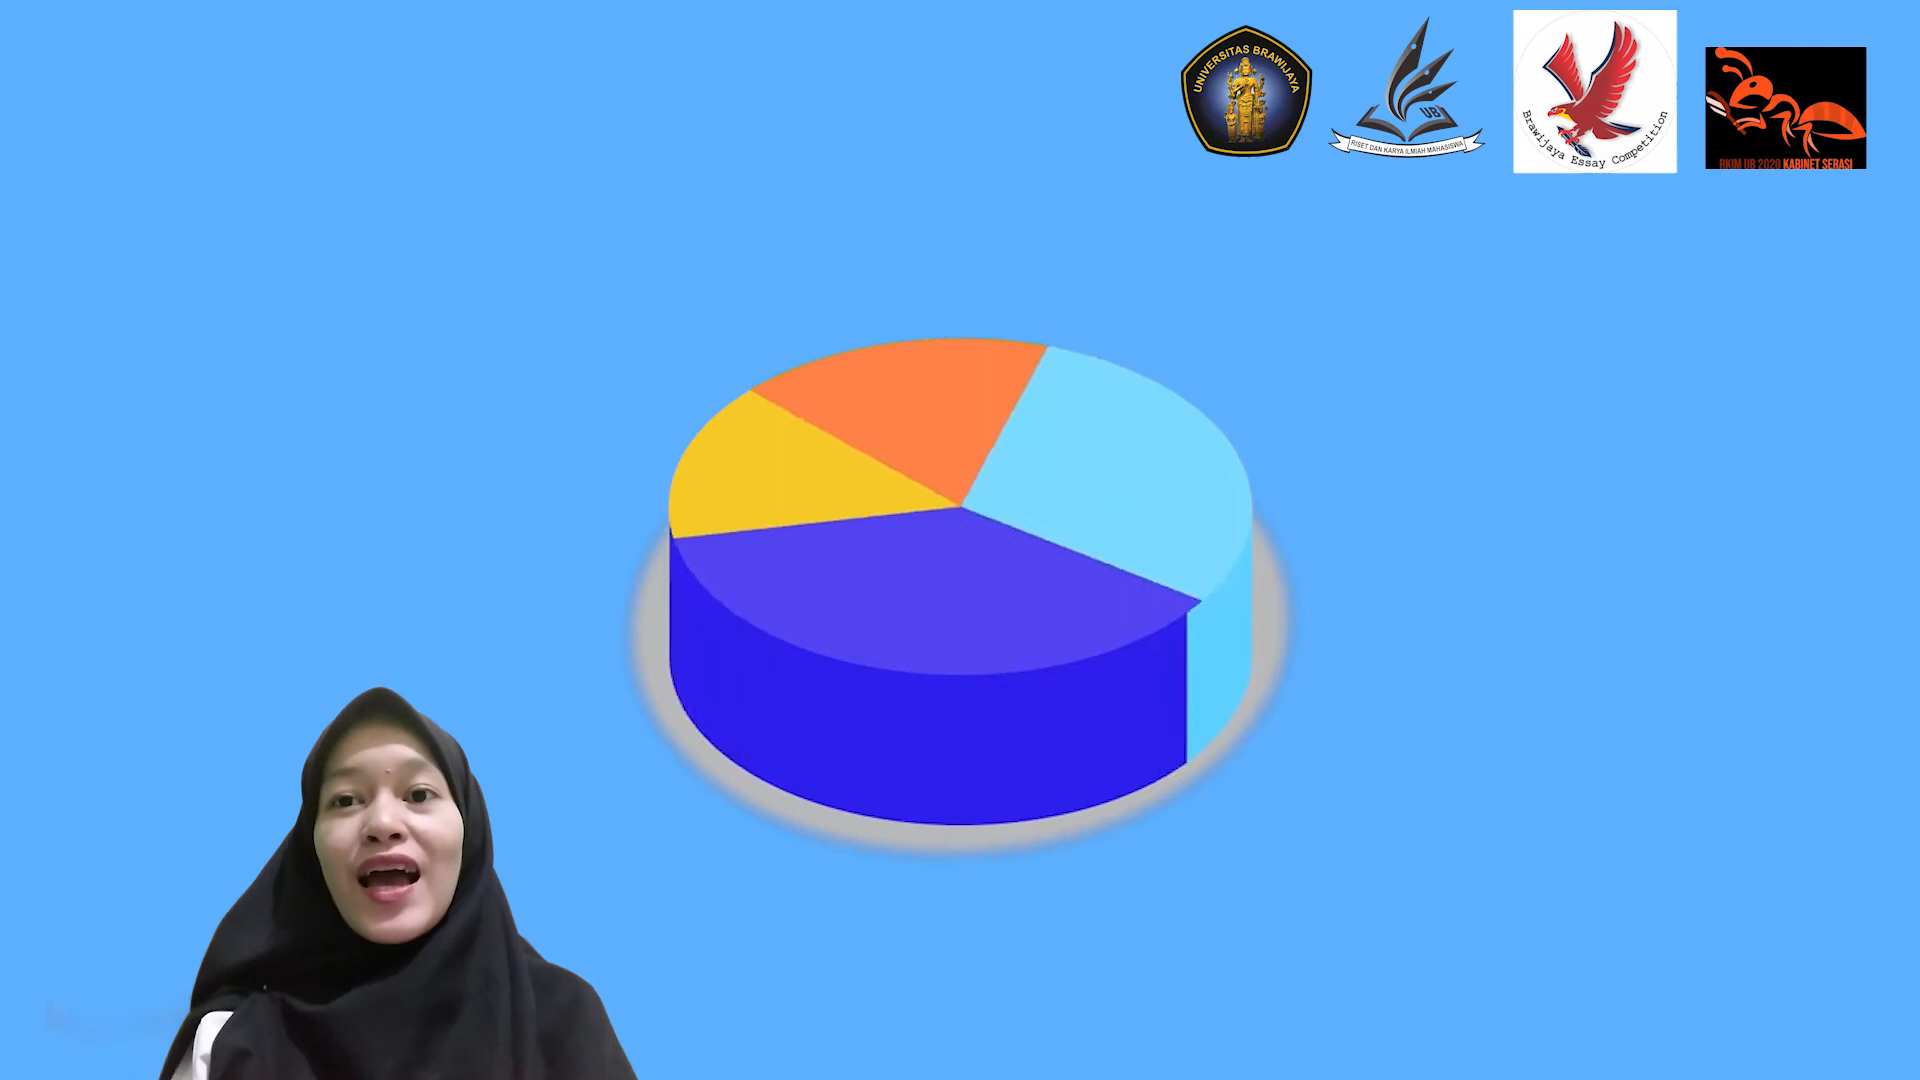 UNIVERSITAS BRAWIJAYA
UB
RISET DAN KARYA ILMIAH MAHASISWA
Brawijaya Essay Competition
RKIM UB 2020 KABINET SERASI